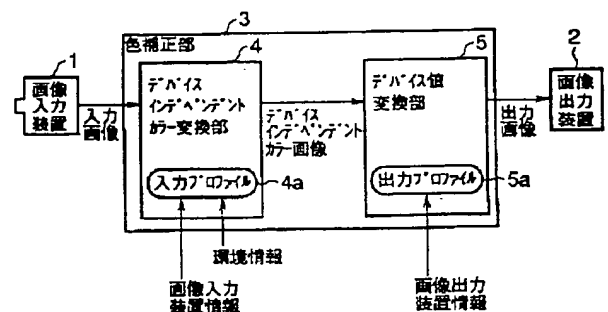 3
色補正部
1
画像
入力
装置
入力
画像
4
デバイス
インデペンデント
カラー変換部
入力プロファイル
4a
デバイス
インデペンデント
カラー画像
5
デバイス値
変換部
出力プロファイル
5a
出力
画像
2
画像
出力
装置
環境情報
画像入力
装置情報
画像出力
装置情報